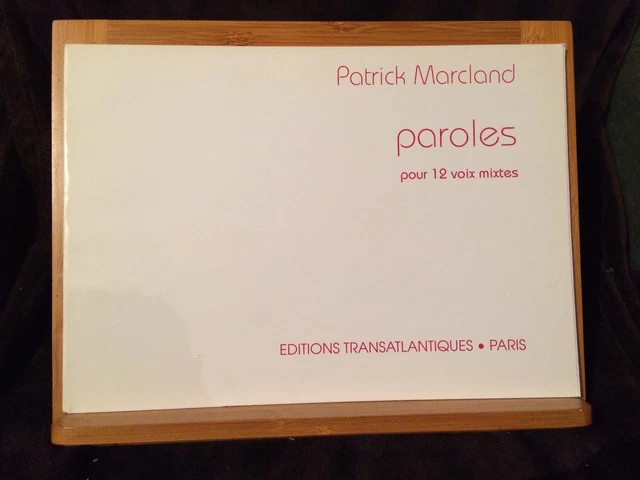 Patrick Marcland
paroles
pour 12 voix mixtes
EDITIONS TRANSATLANTIQUES • PARIS